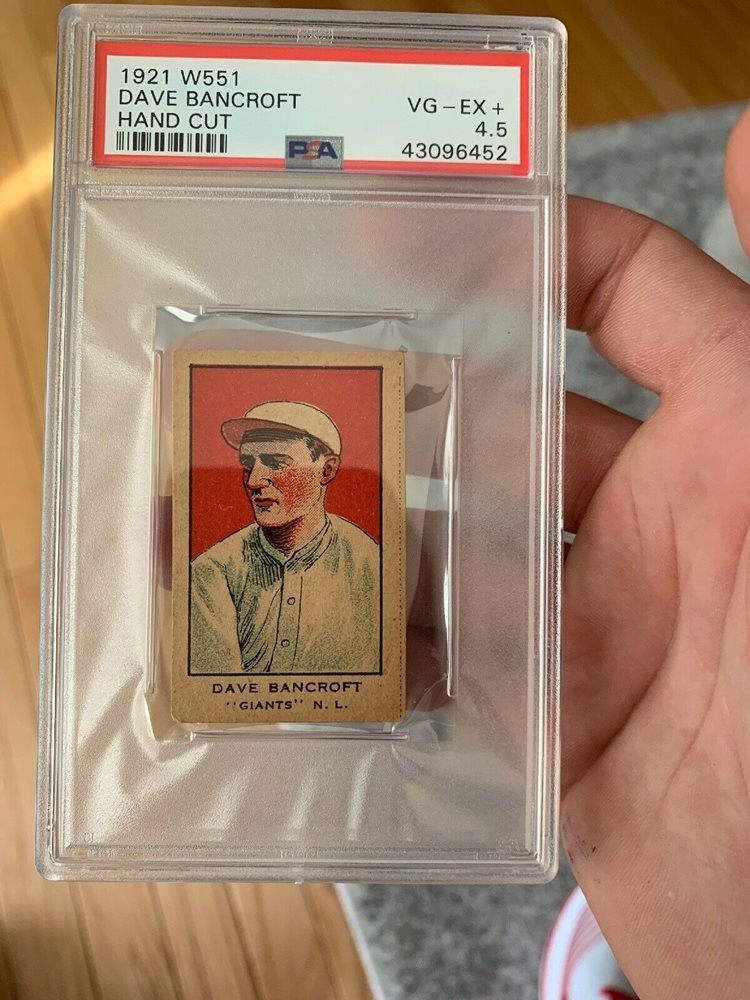 1921 W551
DAVE BANCROFT
HAND CUT
VG-EX+
4.5
43096452
PSA
DAVE BANCROFT
"GIANTS" N. L.